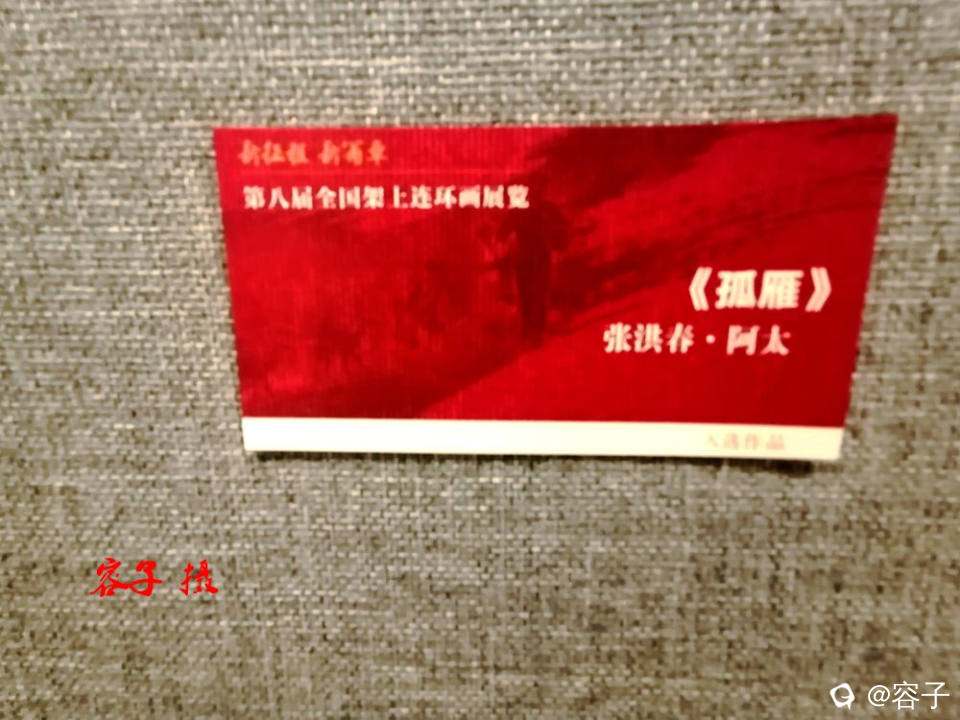 新征程 新篇章
第八届全国架上连环画展览
《孤雁》
张洪春·阿太
入选作品
容子 摄
@容子